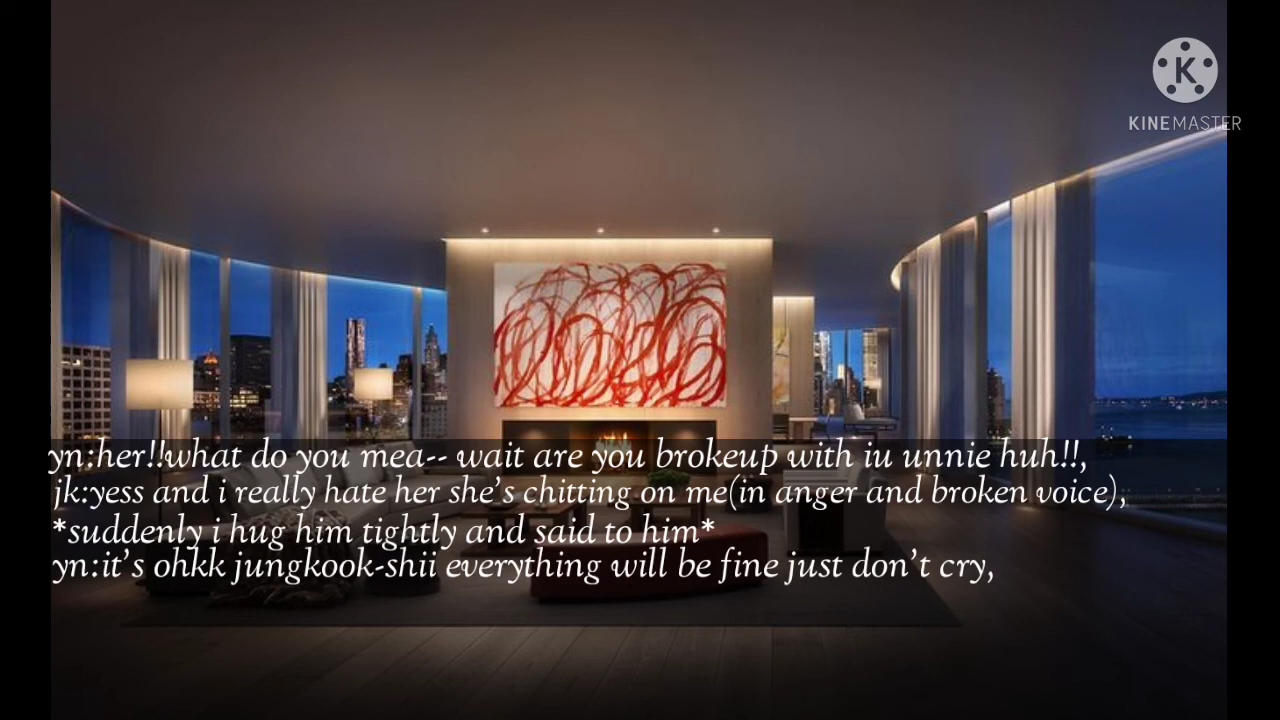 K
KINEMASTER
yn:her!!what do you mea-- wait are you brokeup with iu unnie huh!!,
jk:yess and i really hate her she's chitting on me(in anger and broken voice),
*suddenly i hug him tightly and said to him*
yn:it's ohkk jungkook-shii everything will be fine just don't cry,